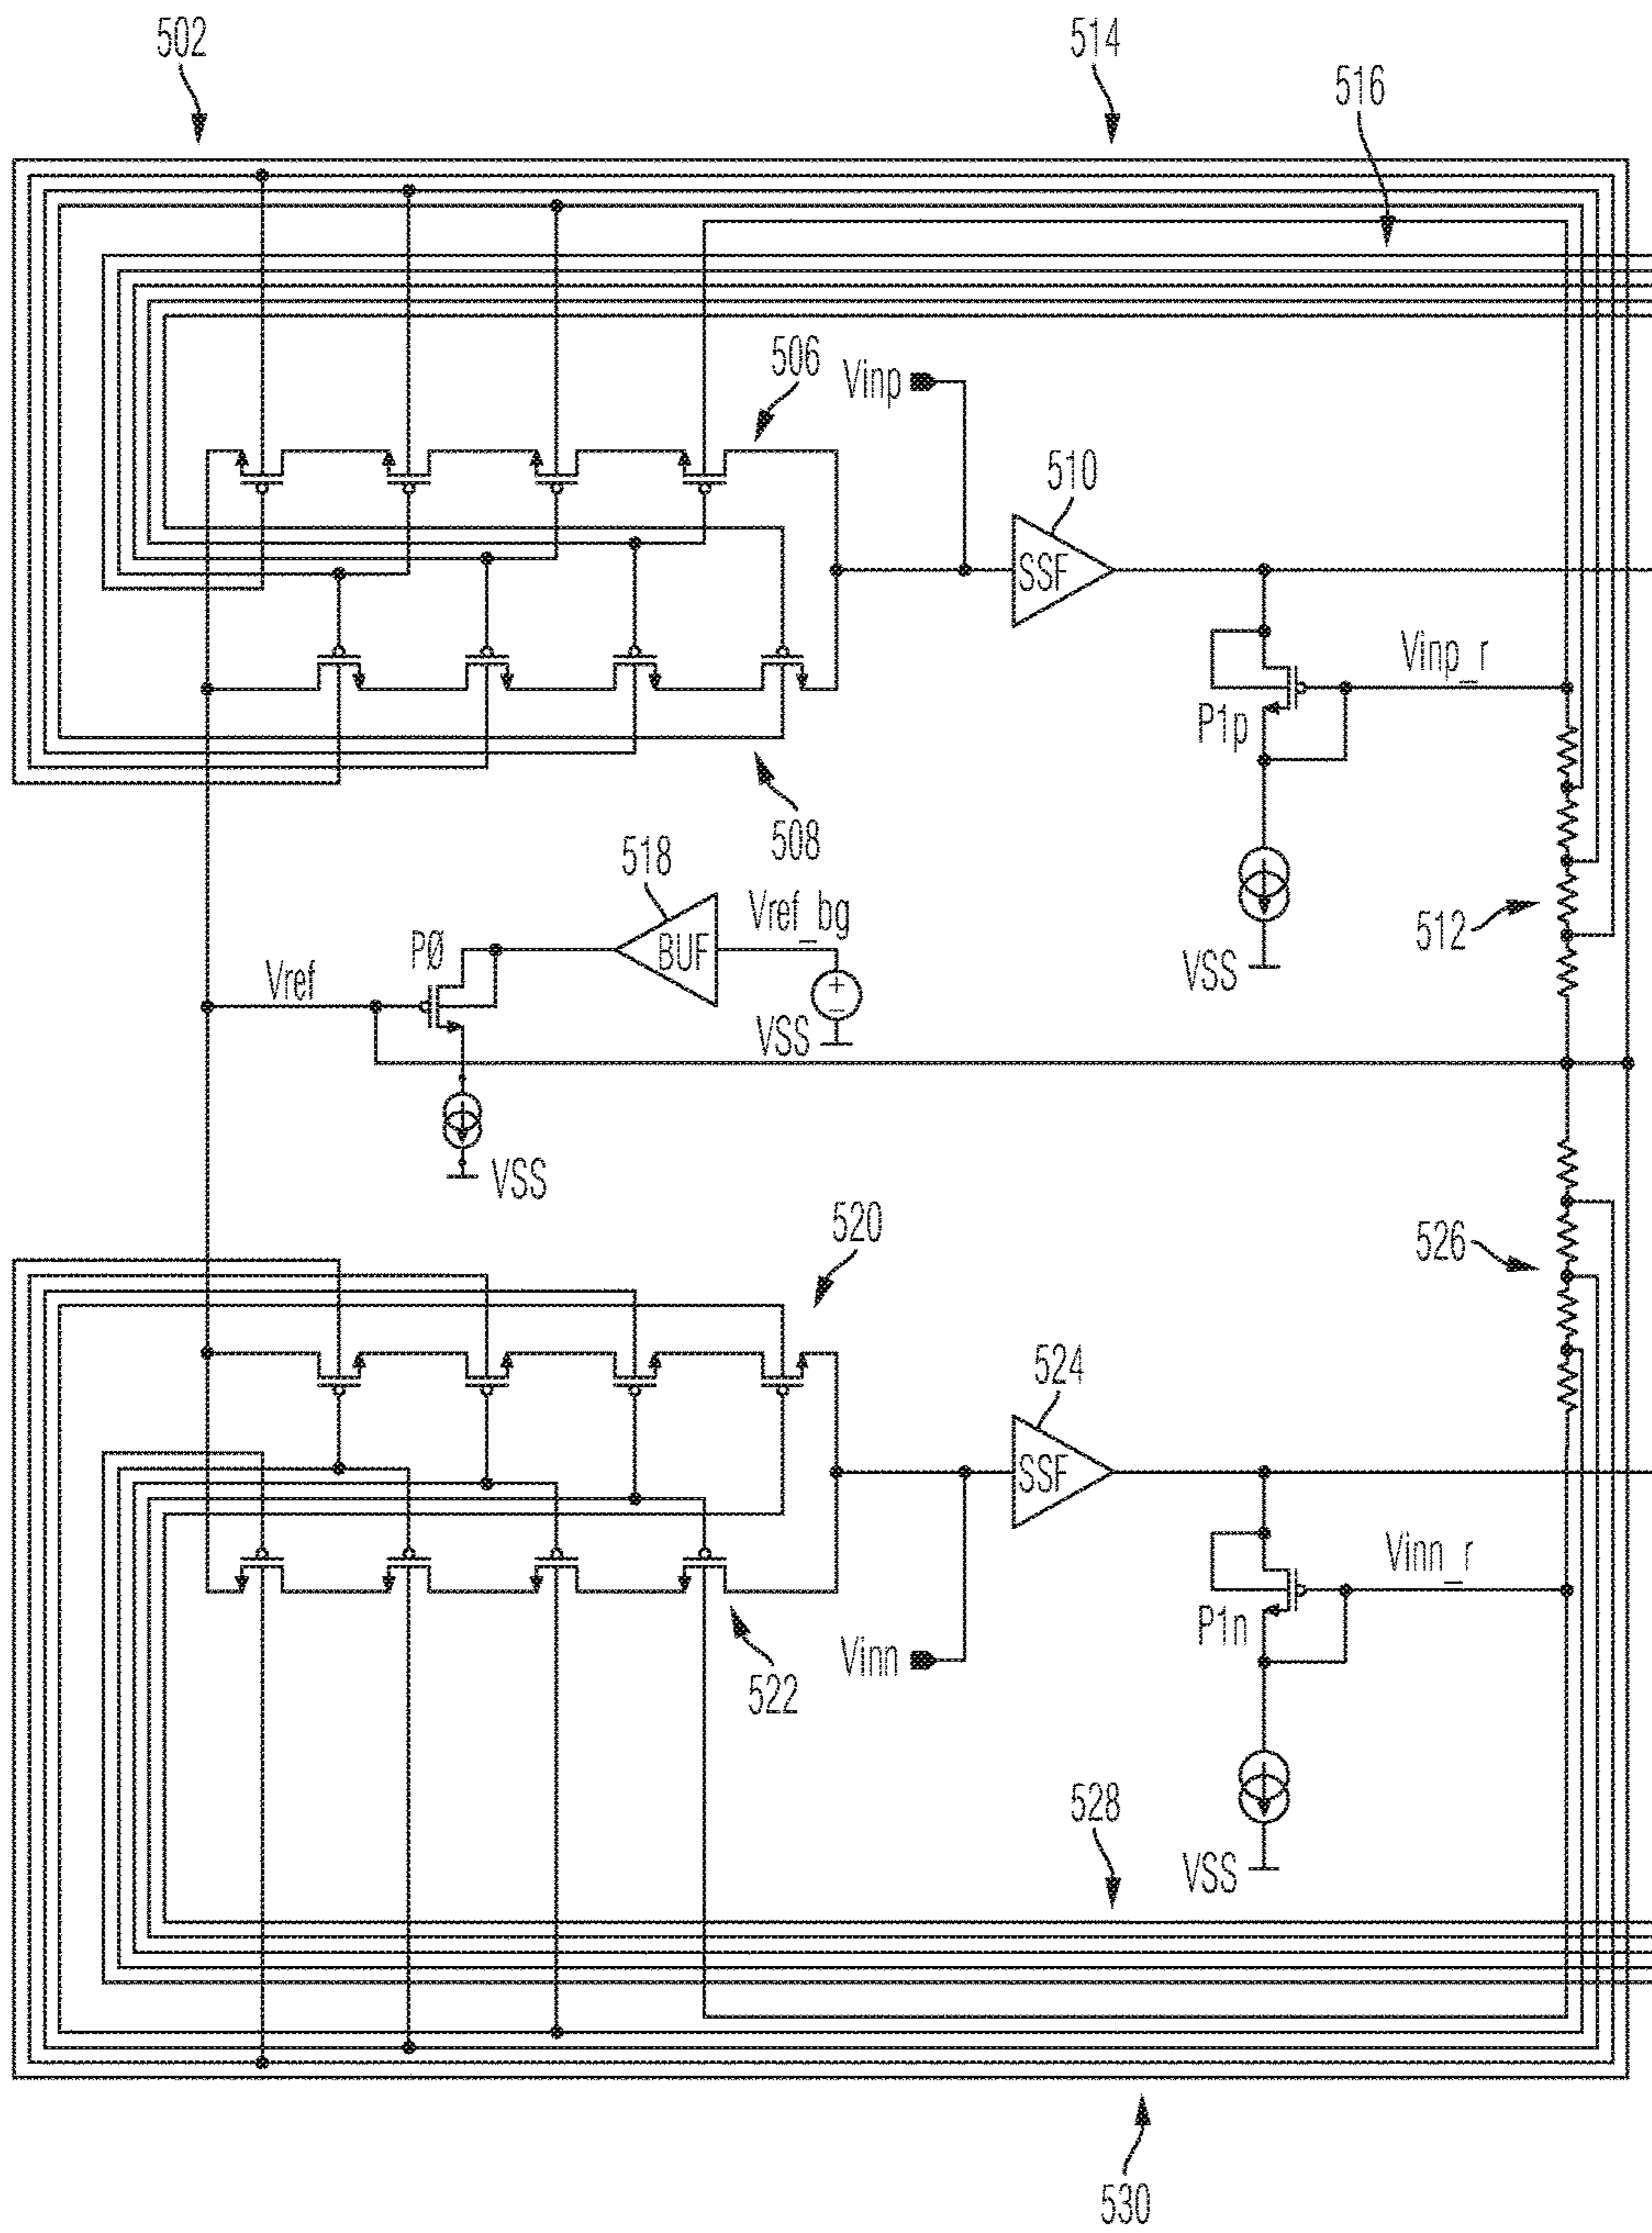 502
514
516
506
Vinp
510
SSF
Vinp_r
P1p
508
518
Vref_bg
BUF
PØ
Vref
VSS
512
VSS
VSS
520
526
524
SSF
Vinn_r
P1n
Vinn
522
528
VSS
530